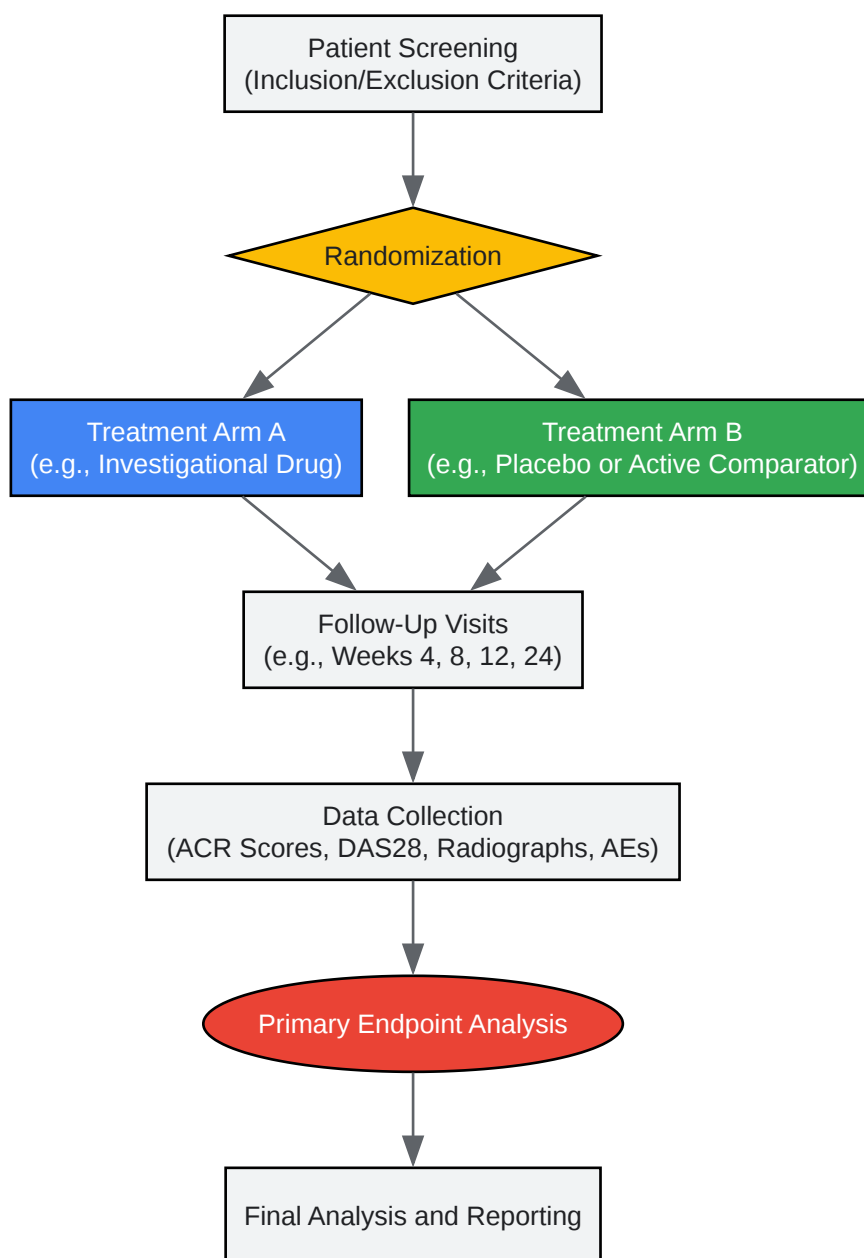 Patient Screening
(Inclusion/Exclusion Criteria)
Randomization
Treatment Arm A
(e.g., Investigational Drug)
Treatment Arm B
(e.g., Placebo or Active Comparator)
Follow-Up Visits
(e.g., Weeks 4, 8, 12, 24)
Data Collection
(ACR Scores, DAS28, Radiographs, AEs)
Primary Endpoint Analysis
Final Analysis and Reporting